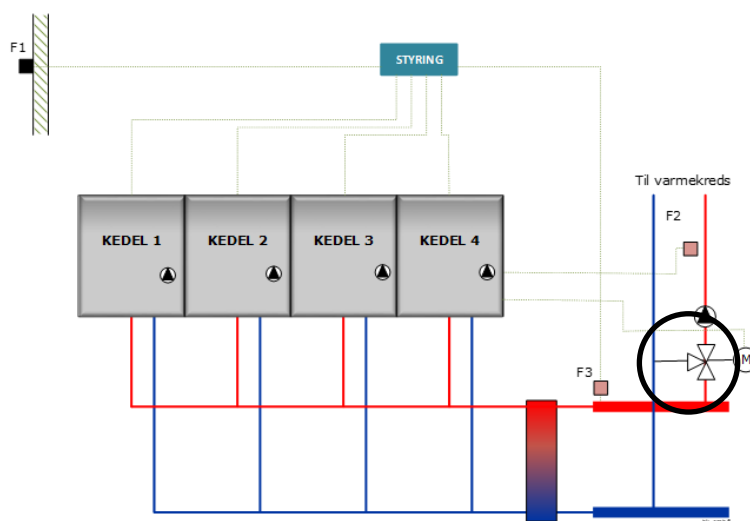 F1
STYRING
Til varmekreds
F2
KEDEL 1
KEDEL 2
KEDEL 3
KEDEL 4
M
F3